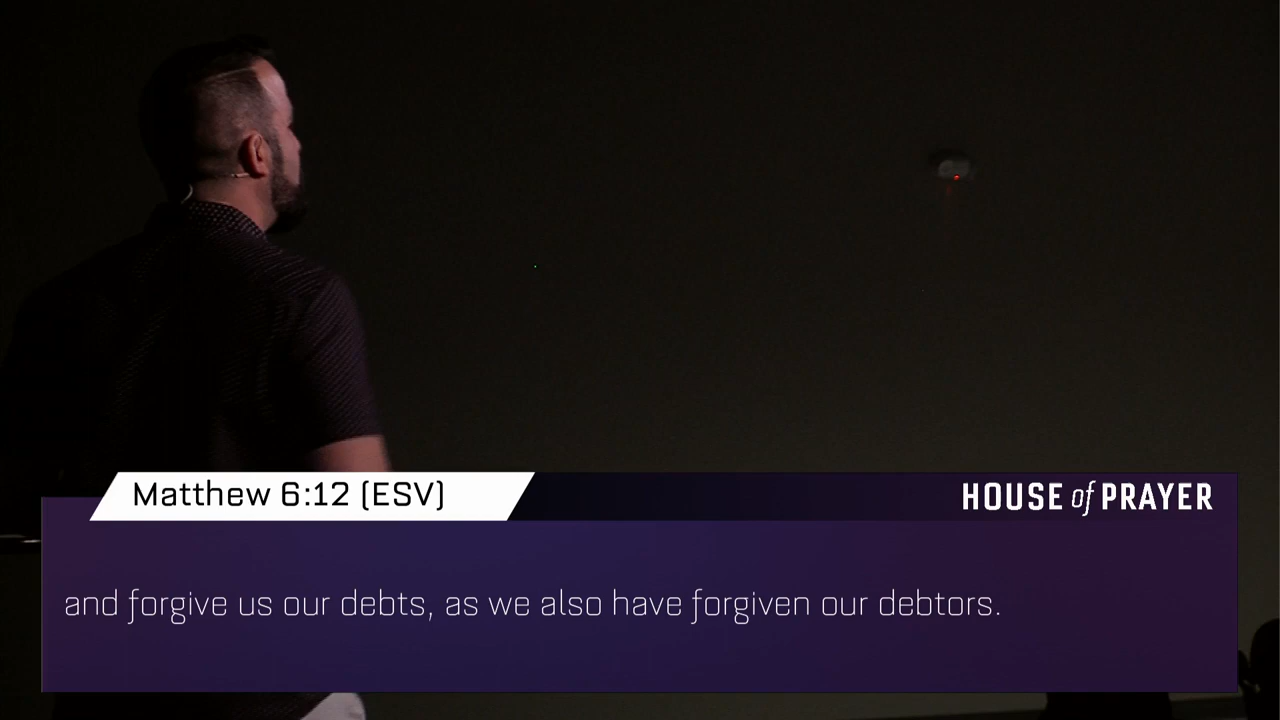 Matthew 6:12 (ESV)
HOUSE of PRAYER
and forgive us our debts, as we also have forgiven our debtors.